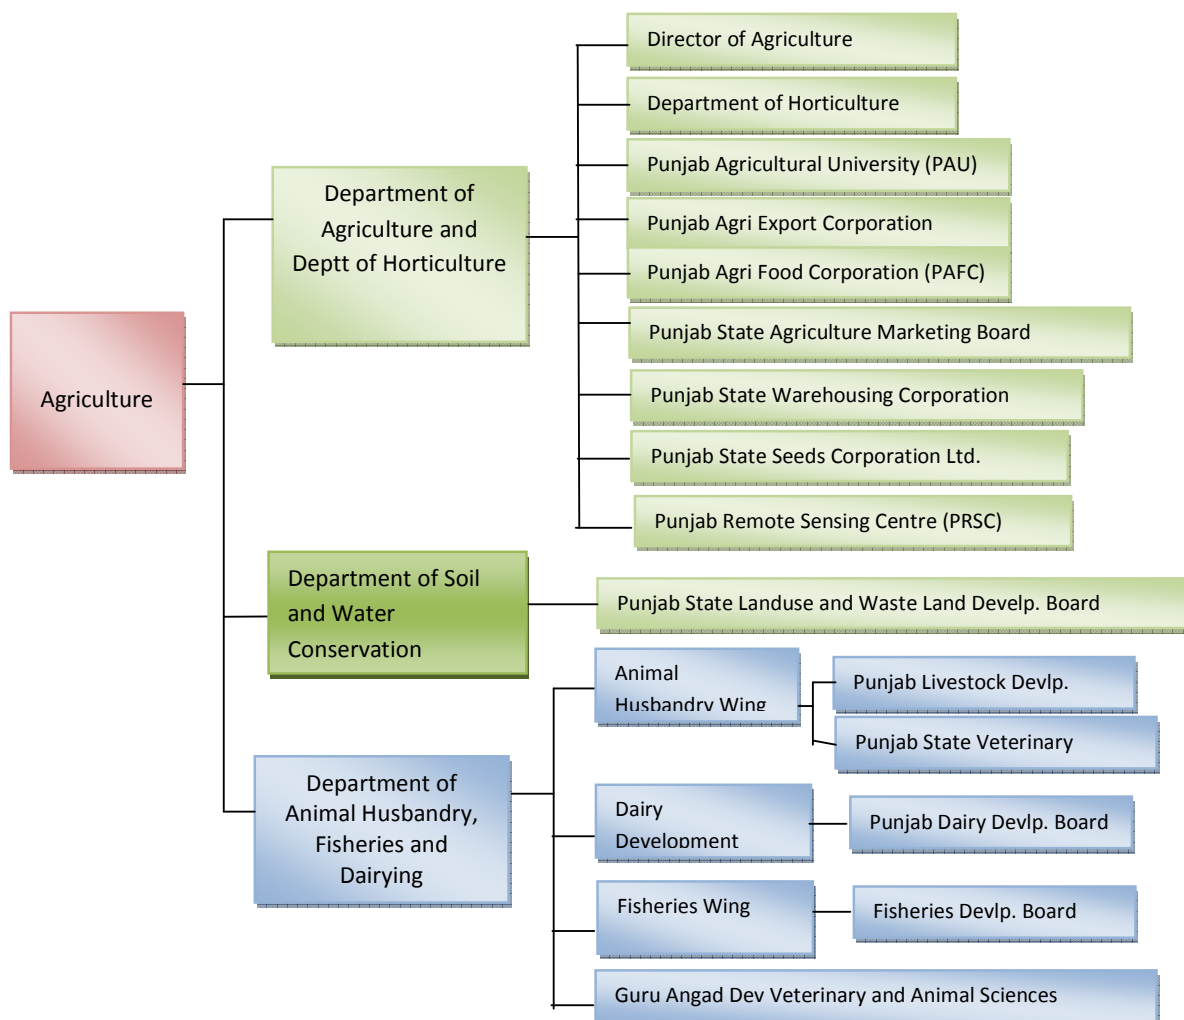 Agriculture
Department of
Agriculture and
Deptt of Horticulture
Director of Agriculture
Department of Horticulture
Punjab Agricultural University (PAU)
Punjab Agri Export Corporation
Punjab Agri Food Corporation (PAFC)
Punjab State Agriculture Marketing Board
Punjab State Warehousing Corporation
Punjab State Seeds Corporation Ltd.
Punjab Remote Sensing Centre (PRSC)
Department of Soil
and Water
Conservation
Punjab State Landuse and Waste Land Develp. Board
Department of
Animal Husbandry,
Fisheries and
Dairying
Animal
Husbandry Wing
Punjab Livestock Devlp.
Punjab State Veterinary
Dairy
Development
Punjab Dairy Devlp. Board
Fisheries Wing
Fisheries Devlp. Board
Guru Angad Dev Veterinary and Animal Sciences